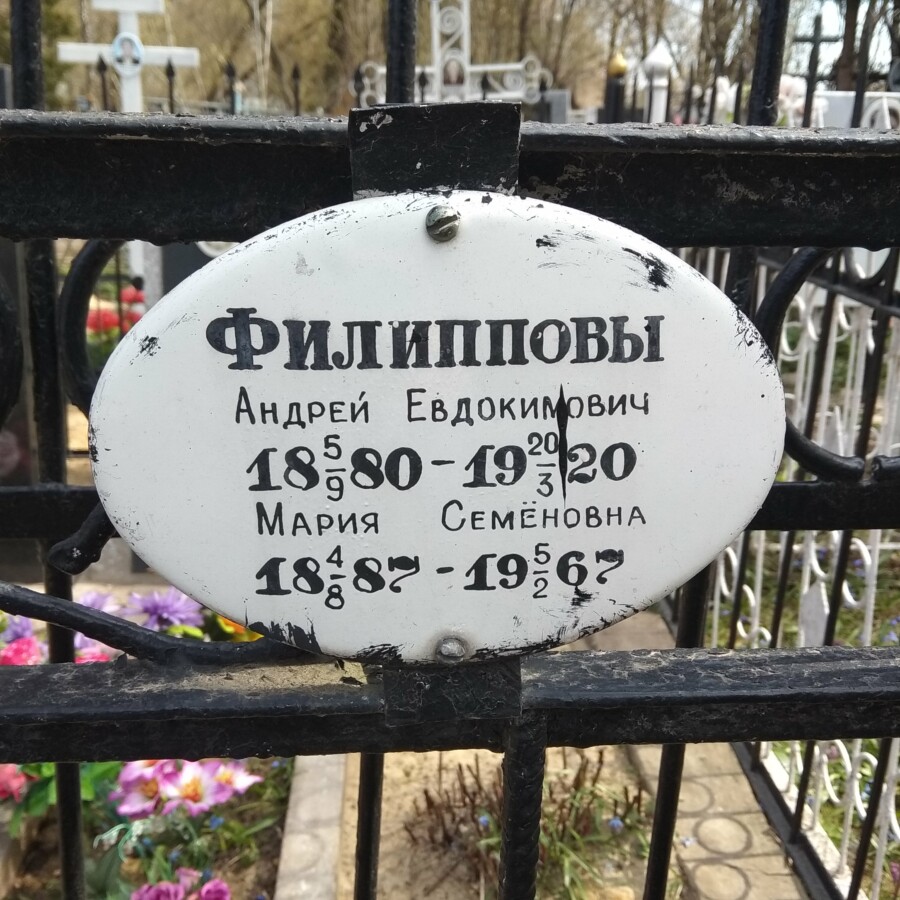 Филипповы
Андрей Евдокимович
18 5/9 80 - 19 20/3 20
Мария Семёновна
18 4/8 87 - 19 5/2 67